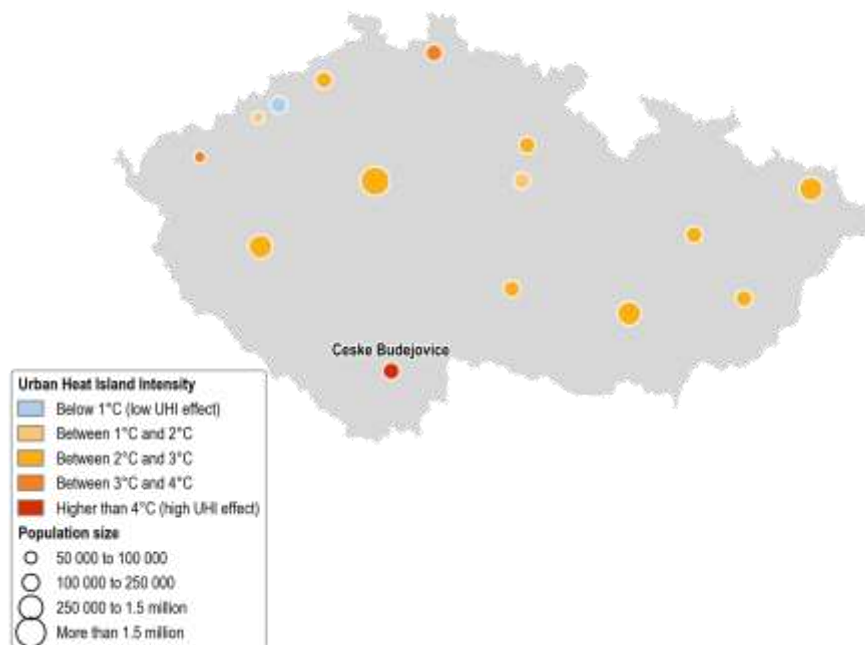 Ceske Budejovice
Urban Heat Island Intensity
Below 1°C (low UHI effect)
Between 1°C and 2°C
Between 2°C and 3°C
Between 3°C and 4°C
Higher than 4°C (high UHI effect)
Population size
50 000 to 100 000
100 000 to 250 000
250 000 to 1.5 million
More than 1.5 million